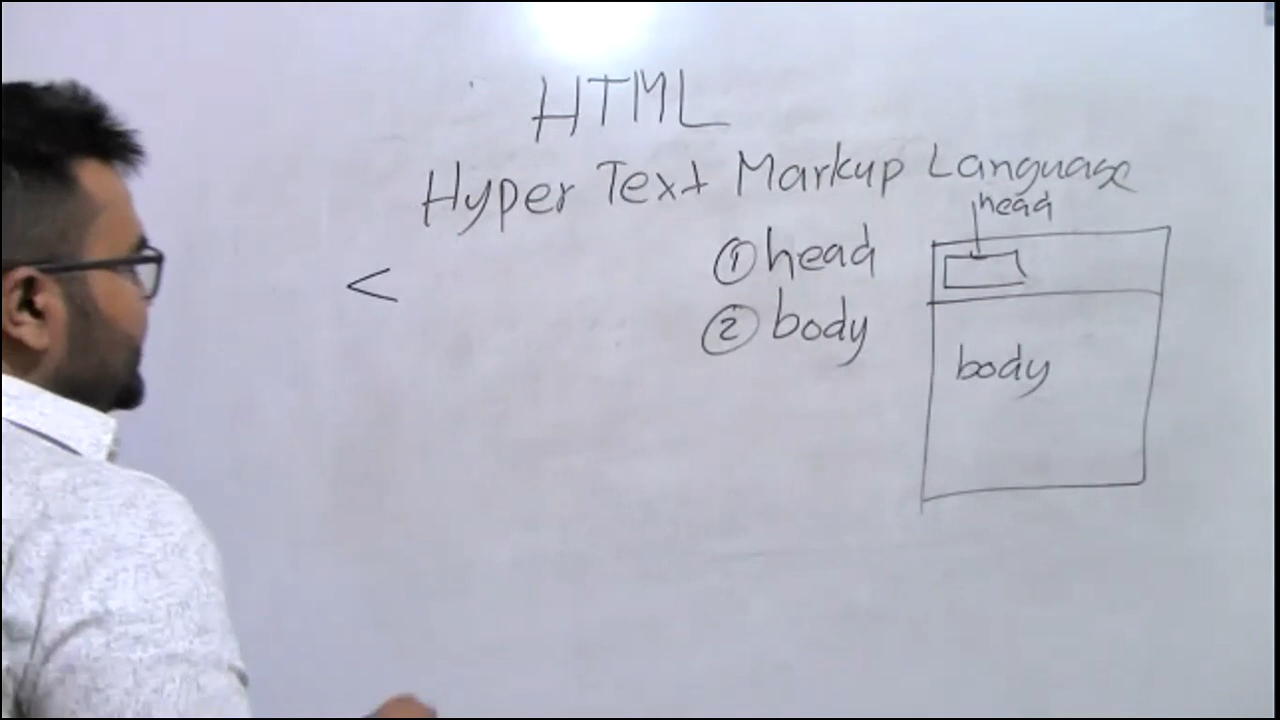 HTML
Hyper Text Markup Language
head
① head
<
② body
body